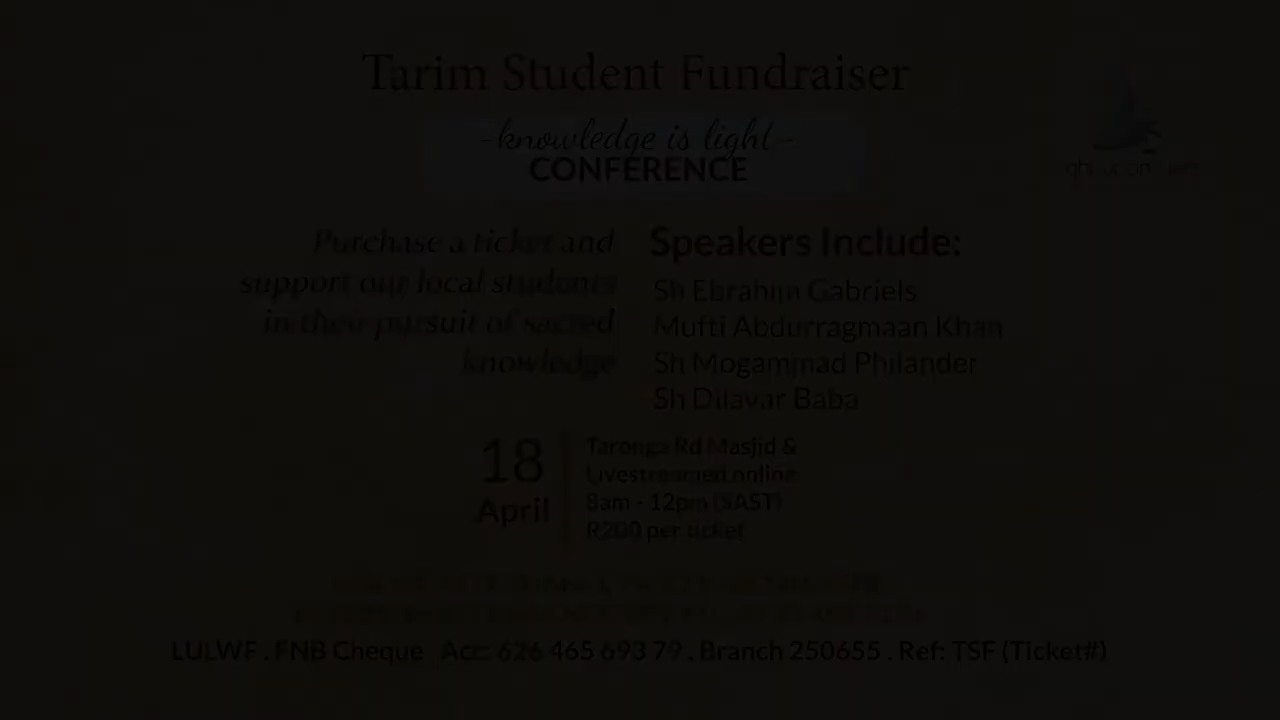 Tarim Student Fundraiser
-knowledge is light-
CONFERENCE
Purchase a ticket and
support our local students
in their pursuit of sacred
knowledge
Speakers Include:
Sh Ebrahim Gabriels
Mufti Abdurragmaan Khan
Sh Mogammad Philander
Sh Dilavar Baba
18
April
Taronga Rd Masjid &
Livestreamed online
8am - 12pm (SAST)
R200 per ticket
LULWF . FNB Cheque Acc: 626 465 693 79 . Branch 250655 . Ref: TSF (Ticket#)